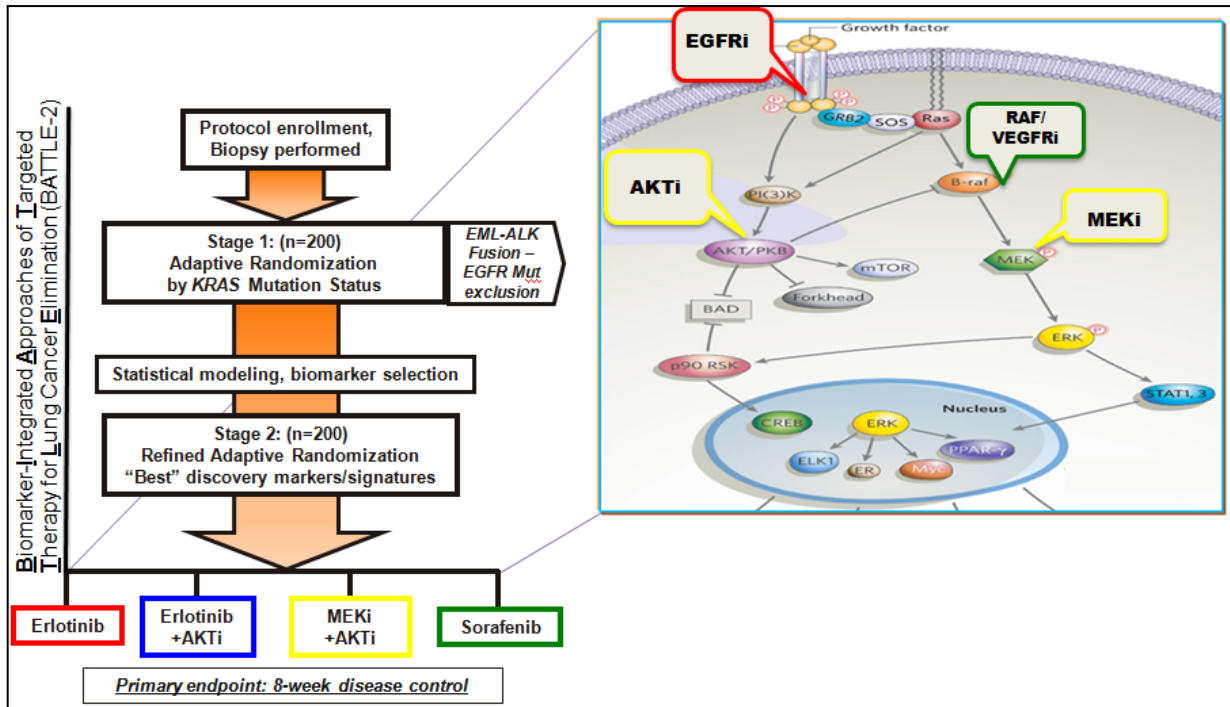 Biomarker-Integrated Approaches of Targeted
Therapy for Lung Cancer Elimination (BATTLE-2)
Protocol enrollment,
Biopsy performed
Stage 1: (n=200)
Adaptive Randomization
by KRAS Mutation Status
EML-ALK
Fusion –
EGFR Mut
exclusion
Statistical modeling, biomarker selection
Stage 2: (n=200)
Refined Adaptive Randomization
“Best” discovery markers/signatures
Erlotinib
Erlotinib
+AKTi
MEKi
+AKTi
Sorafenib
Primary endpoint: 8-week disease control
EGFRi
Growth factor
P
P
P
P
GRB2
SOS
Ras
RAF/
VEGFRi
AKTi
PI(3)K
B-raf
MEKi
AKT/PKB
mTOR
MEK
P
Forkhead
BAD
ERK
P
p90 RSK
STAT1, 3
Nucleus
CREB
ERK
PPAR-γ
ELK1
ER
Myc